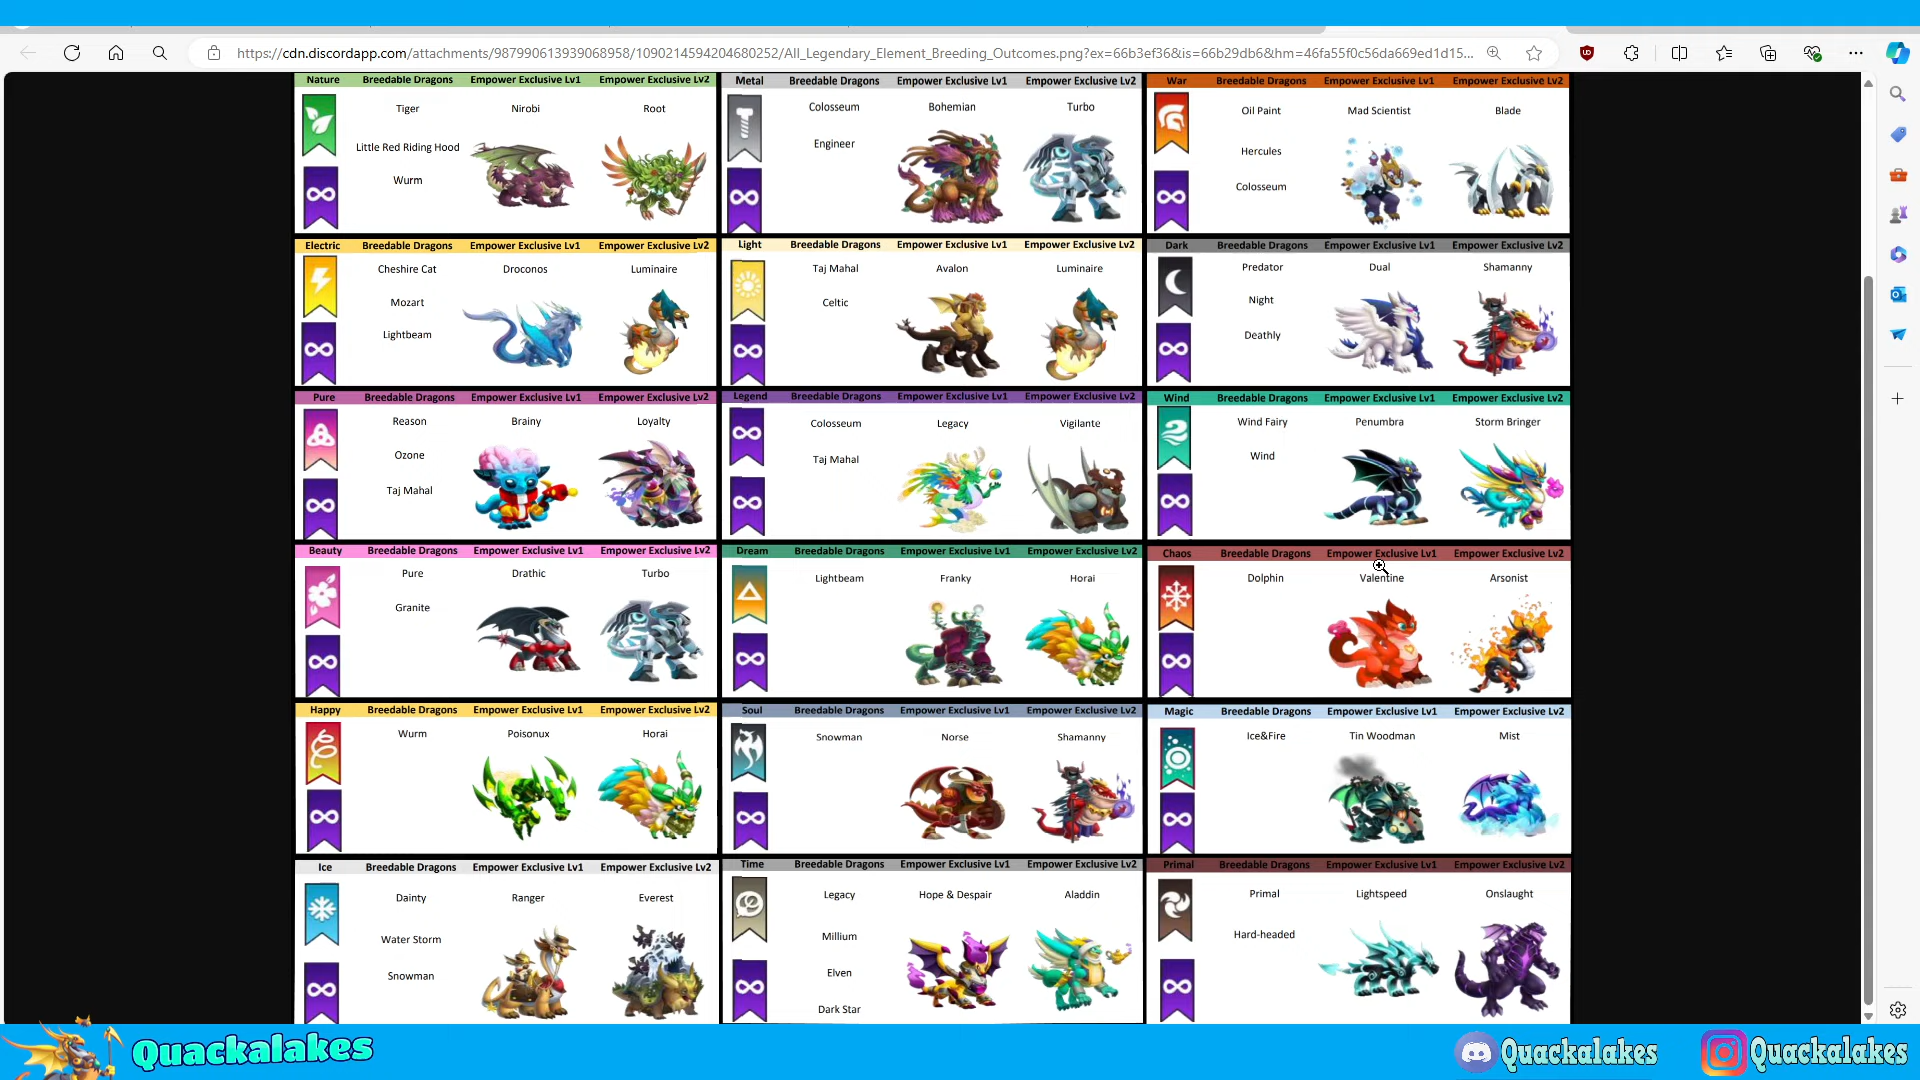 https://cdn.discordapp.com/attachments/987990613939068958/1090214594204680252/All_Legendary_Element_Breeding_Outcomes.png?ex=66b3ef36&is=66b29db6&hm=46fa55f0c56da669ed1d15...
Nature Breedable Dragons Empower Exclusive Lv1 Empower Exclusive Lv2
Tiger Nirobi Root
Little Red Riding Hood
Wurm
Metal Breedable Dragons Empower Exclusive Lv1 Empower Exclusive Lv2
Colosseum Bohemian Turbo
Engineer
War Breedable Dragons Empower Exclusive Lv1 Empower Exclusive Lv2
Oil Paint Mad Scientist Blade
Hercules
Colosseum
Electric Breedable Dragons Empower Exclusive Lv1 Empower Exclusive Lv2
Cheshire Cat Droconos Luminaire
Mozart
Lightbeam
Light Breedable Dragons Empower Exclusive Lv1 Empower Exclusive Lv2
Taj Mahal Avalon Luminaire
Celtic
Dark Breedable Dragons Empower Exclusive Lv1 Empower Exclusive Lv2
Predator Dual Shamanny
Night
Deathly
Pure Breedable Dragons Empower Exclusive Lv1 Empower Exclusive Lv2
Reason Brainy Loyalty
Ozone
Taj Mahal
Legend Breedable Dragons Empower Exclusive Lv1 Empower Exclusive Lv2
Colosseum Legacy Vigilante
Taj Mahal
Wind Breedable Dragons Empower Exclusive Lv1 Empower Exclusive Lv2
Wind Fairy Penumbra Storm Bringer
Wind
Beauty Breedable Dragons Empower Exclusive Lv1 Empower Exclusive Lv2
Pure Drathic Turbo
Granite
Dream Breedable Dragons Empower Exclusive Lv1 Empower Exclusive Lv2
Lightbeam Franky Horai
Chaos Breedable Dragons Empower Exclusive Lv1 Empower Exclusive Lv2
Dolphin Valentine Arsonist
Happy Breedable Dragons Empower Exclusive Lv1 Empower Exclusive Lv2
Wurm Poisonux Horai
Soul Breedable Dragons Empower Exclusive Lv1 Empower Exclusive Lv2
Snowman Norse Shamanny
Magic Breedable Dragons Empower Exclusive Lv1 Empower Exclusive Lv2
Ice&Fire Tin Woodman Mist
Ice Breedable Dragons Empower Exclusive Lv1 Empower Exclusive Lv2
Dainty Ranger Everest
Water Storm
Snowman
Time Breedable Dragons Empower Exclusive Lv1 Empower Exclusive Lv2
Legacy Hope & Despair Aladdin
Millium
Elven
Dark Star
Primal Breedable Dragons Empower Exclusive Lv1 Empower Exclusive Lv2
Primal Lightspeed Onslaught
Hard-headed
Quackalakes Quackalakes Quackalakes